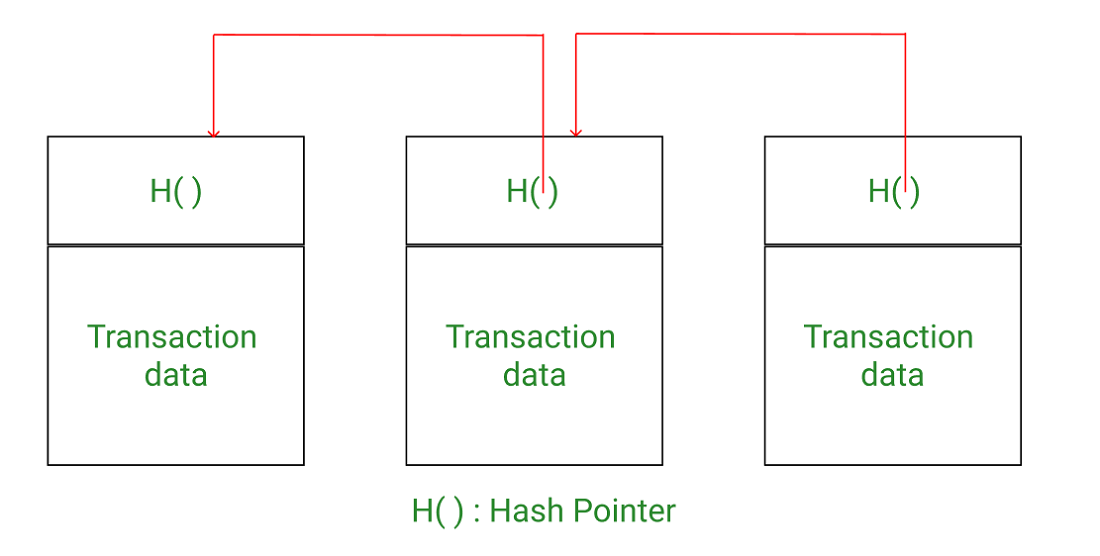 H( )
H( )
H( )
Transaction
data
Transaction
data
Transaction
data
H( ) : Hash Pointer